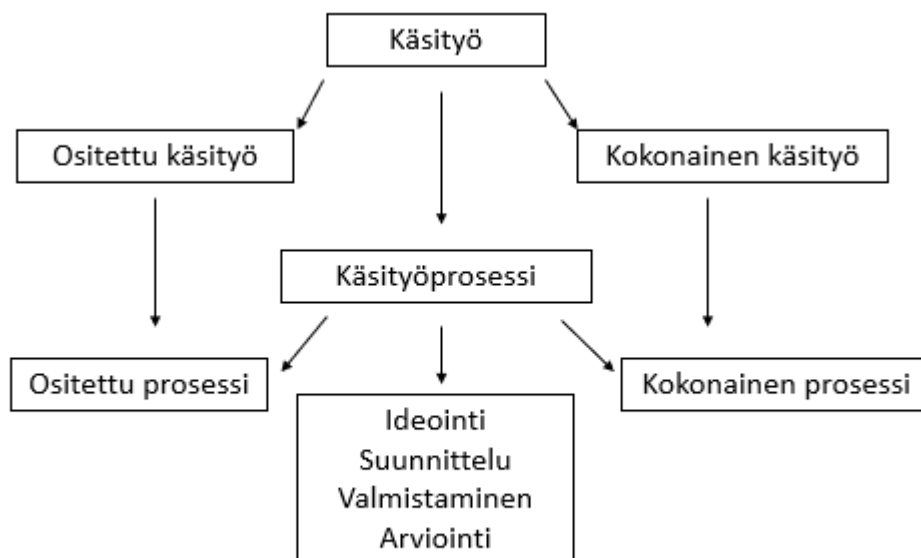 Käsityö
Ositettu käsityö
Kokonainen käsityö
Käsityöprosessi
Ositettu prosessi
Kokonainen prosessi
Ideointi
Suunnittelu
Valmistaminen
Arviointi